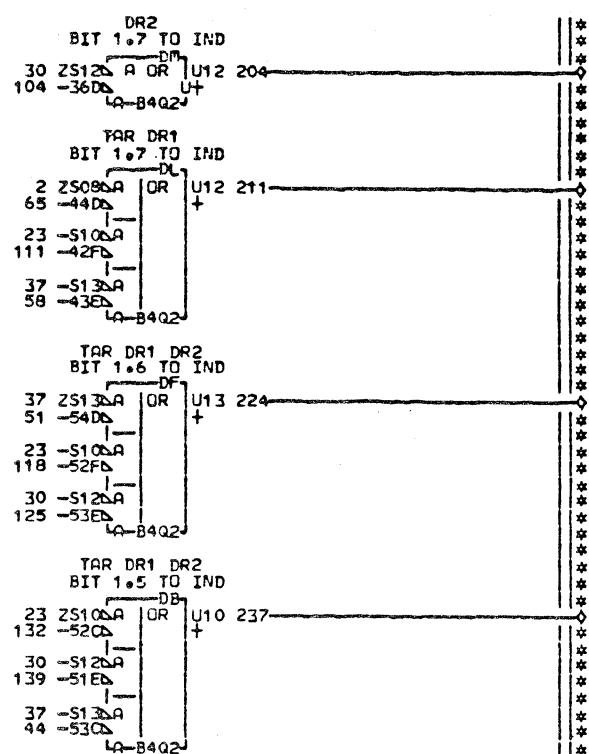 DR2
BIT 1.7 TO IND
DM
30 ZS12 A OR U12 204
104 -36D U+
A-B4Q2
TAR DR1
BIT 1.7 TO IND
DL
2 ZS08 A OR U12 211
65 -44D +
23 -S10 A
111 -42F
37 -S13 A
58 -43E
A-B4Q2
TAR DR1 DR2
BIT 1.6 TO IND
DF
37 ZS13 A OR U13 224
51 -54D +
23 -S10 A
118 -52F
30 -S12 A
125 -53E
A-B4Q2
TAR DR1 DR2
BIT 1.5 TO IND
DB
23 ZS10 A OR U10 237
132 -52C +
30 -S12 A
139 -51E
37 -S13 A
44 -53C
A-B4Q2